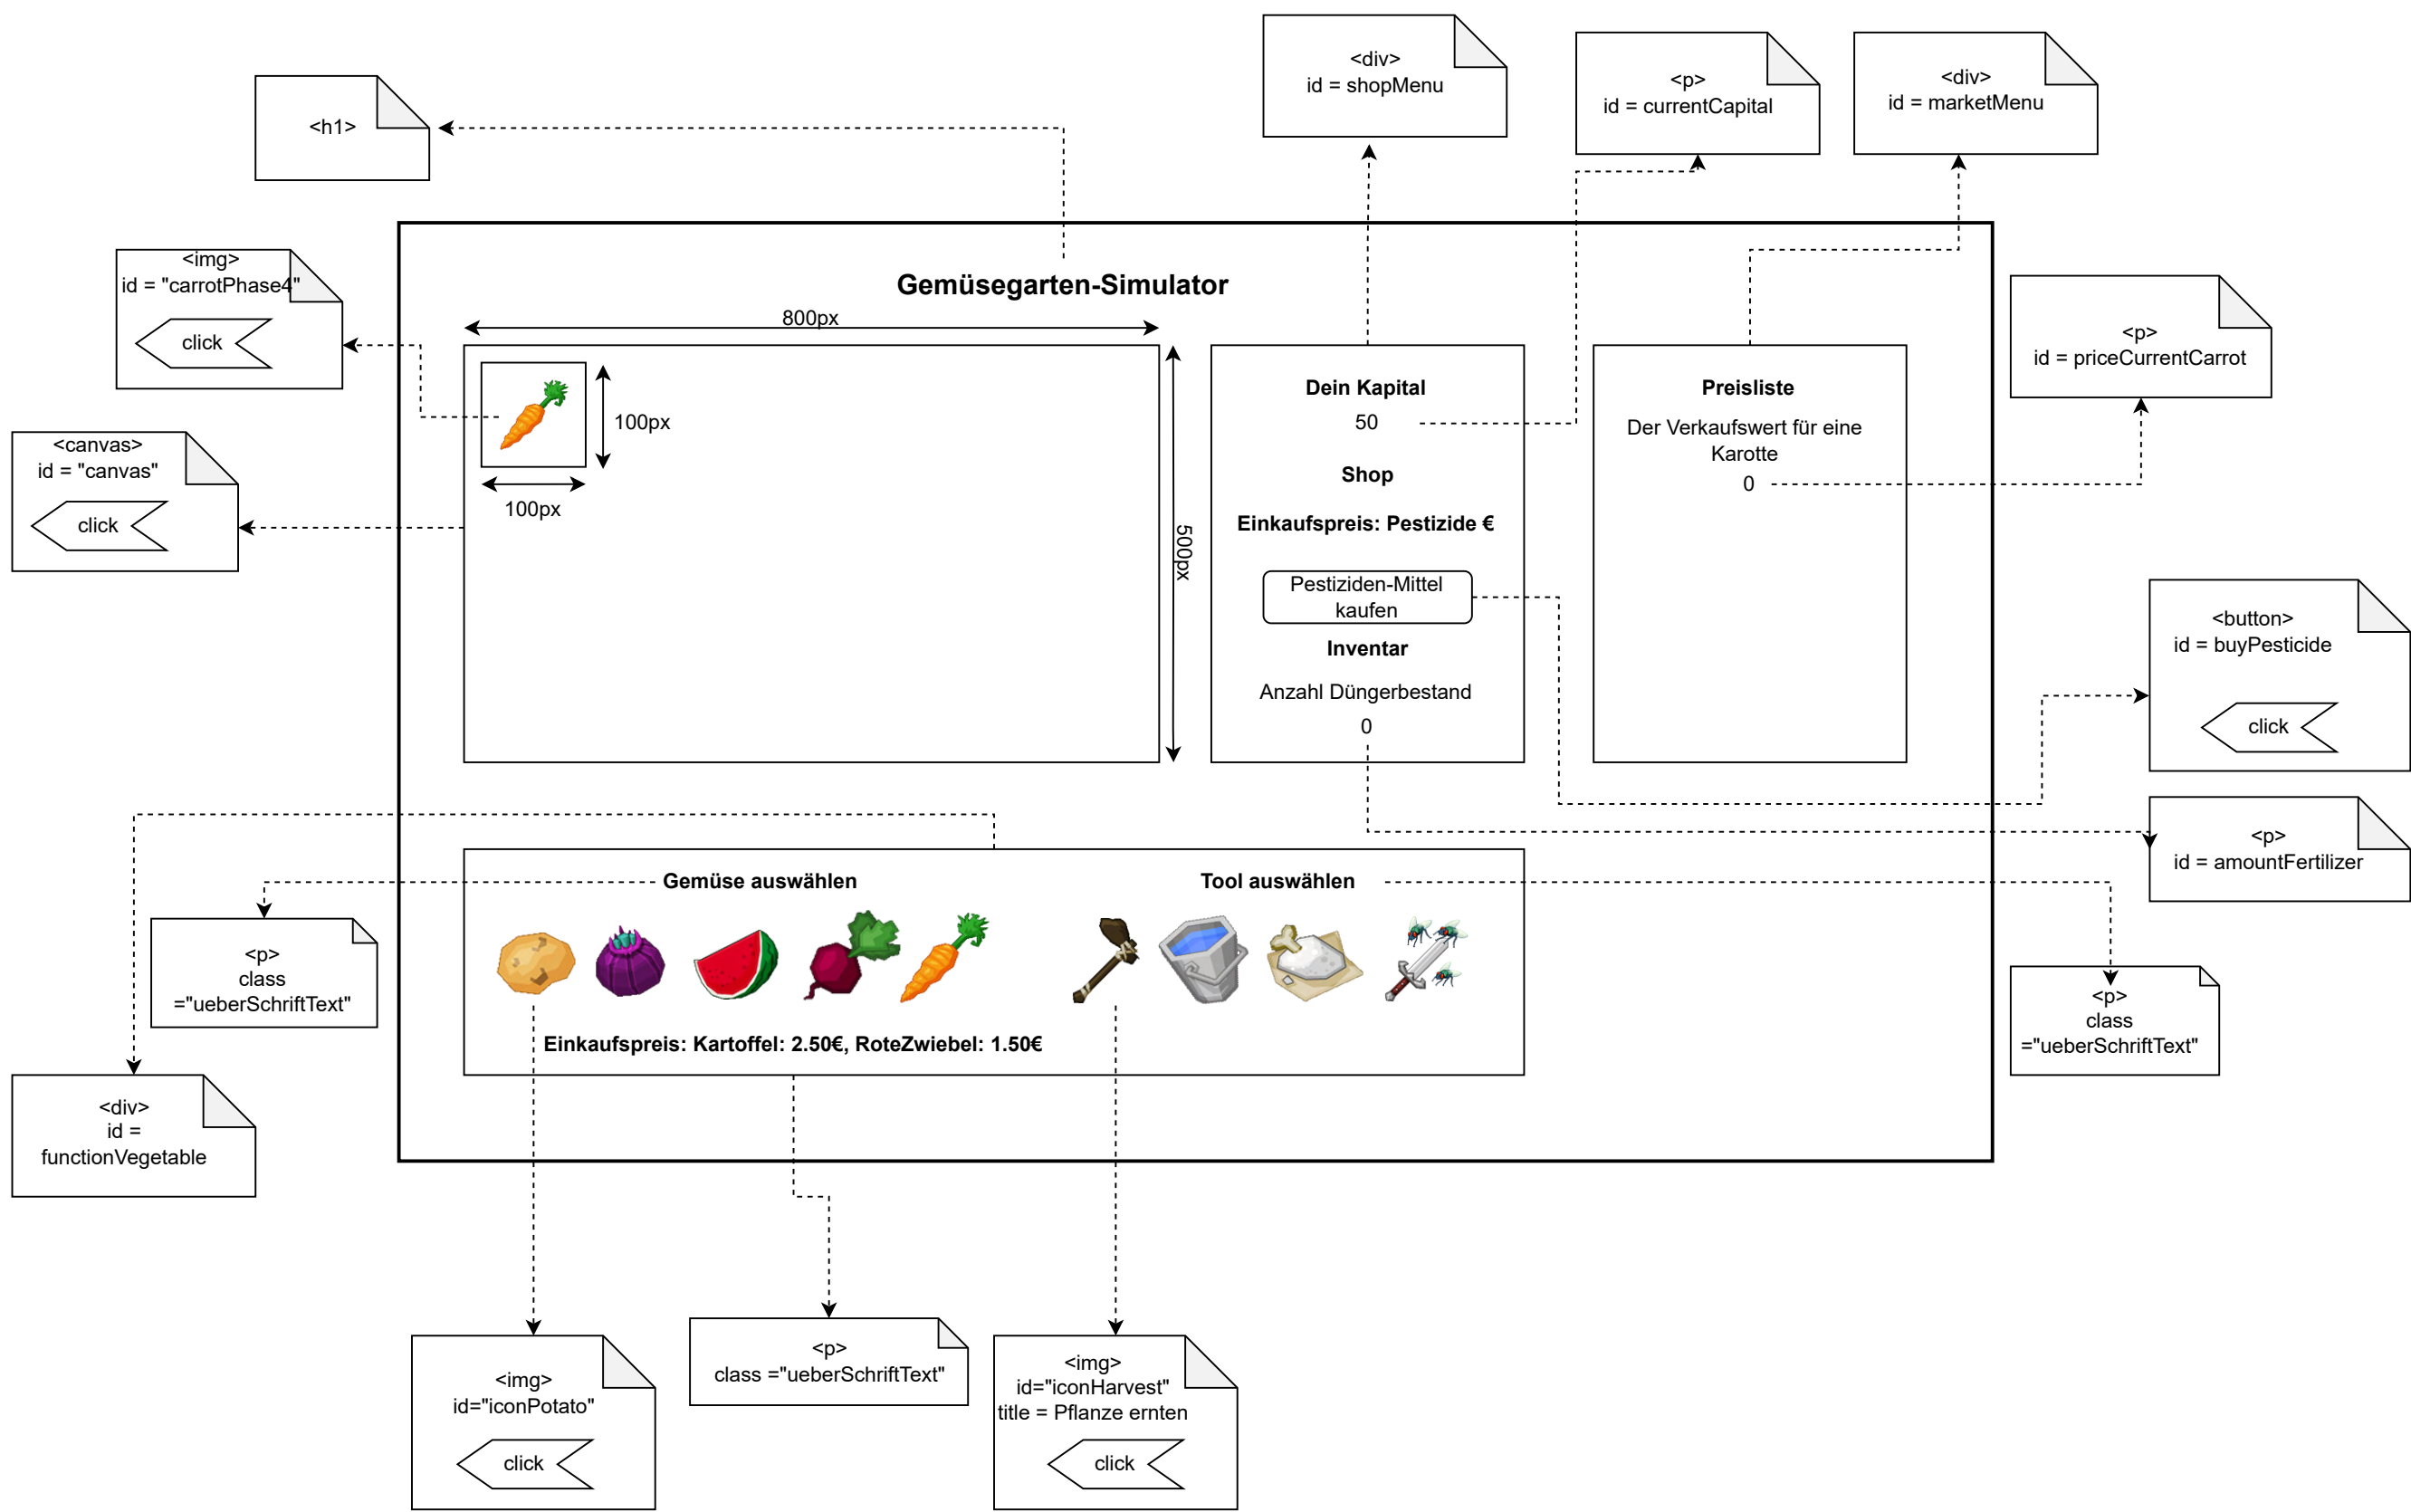 <div>
id = shopMenu
<p>
id = currentCapital
<div>
id = marketMenu
<h1>
<img>
id = "carrotPhase4"
click
Gemüsegarten-Simulator
800px
<p>
id = priceCurrentCarrot
100px
100px
500px
Dein Kapital
50
Shop
Einkaufspreis: Pestizide €
Pestiziden-Mittel
kaufen
Inventar
Anzahl Düngerbestand
0
Preisliste
Der Verkaufswert für eine
Karotte
0
<canvas>
id = "canvas"
click
<button>
id = buyPesticide
click
<p>
id = amountFertilizer
Gemüse auswählen
Tool auswählen
<p>
class
="ueberSchriftText"
<p>
class
="ueberSchriftText"
Einkaufspreis: Kartoffel: 2.50€, RoteZwiebel: 1.50€
<div>
id =
functionVegetable
<img>
id="iconPotato"
click
<p>
class ="ueberSchriftText"
<img>
id="iconHarvest"
title = Pflanze ernten
click